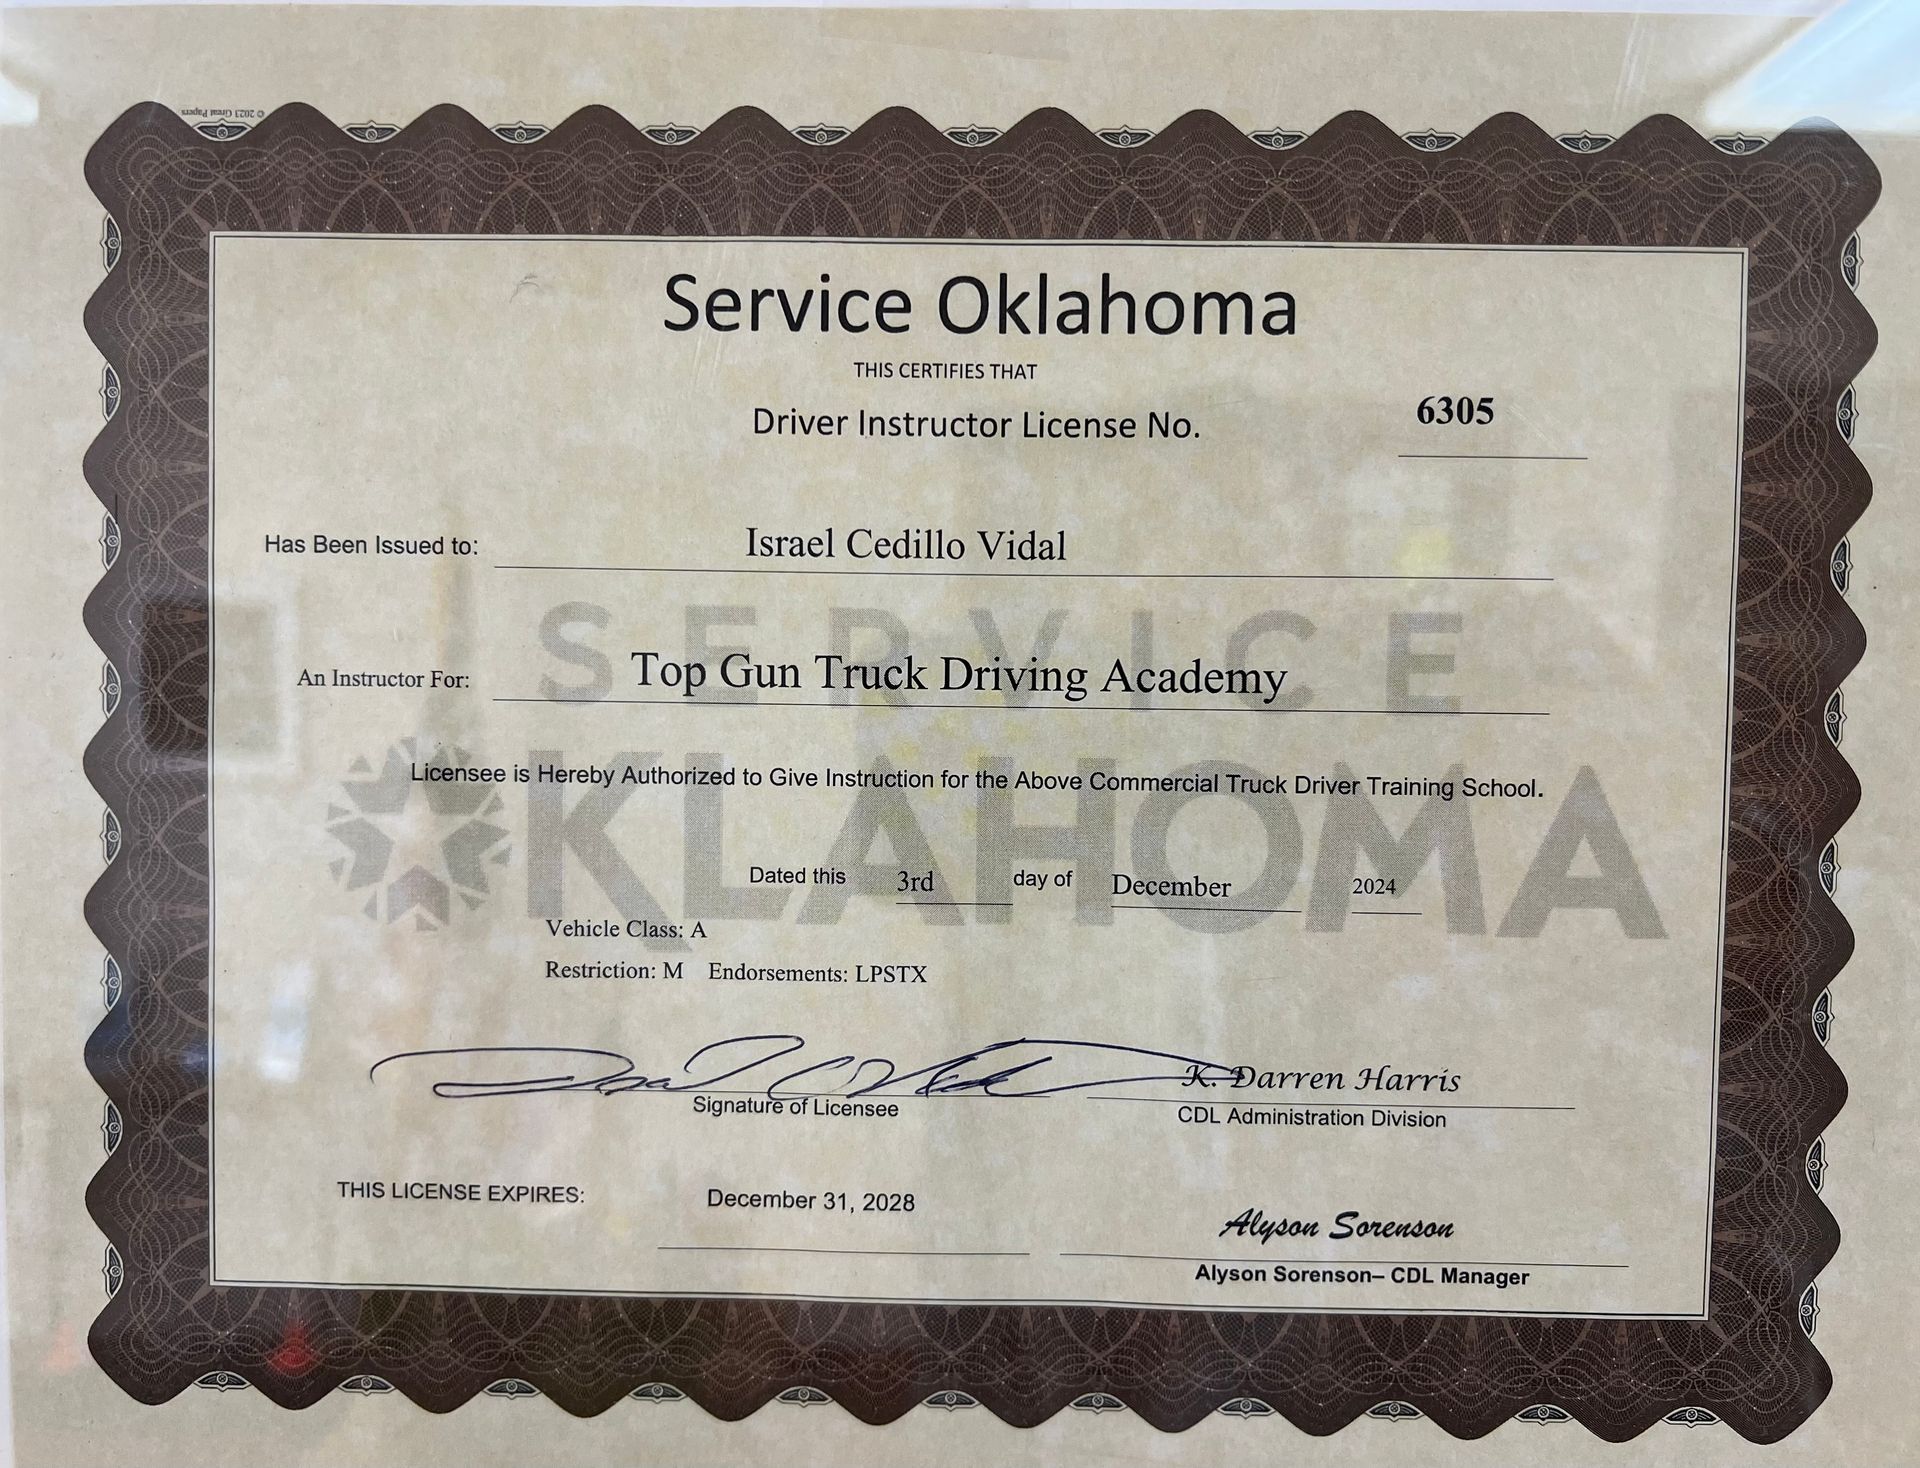 © 2023 Great Papers
Service Oklahoma
THIS CERTIFIES THAT
Driver Instructor License No. 6305
Has Been Issued to: Israel Cedillo Vidal
SERVICE
An Instructor For: Top Gun Truck Driving Academy
OKLAHOMA
Licensee is Hereby Authorized to Give Instruction for the Above Commercial Truck Driver Training School.
Dated this 3rd day of December 2024
Vehicle Class: A
Restriction: M Endorsements: LPSTX
K. Darren Harris
Signature of Licensee CDL Administration Division
THIS LICENSE EXPIRES: December 31, 2028
Alyson Sorenson
Alyson Sorenson– CDL Manager